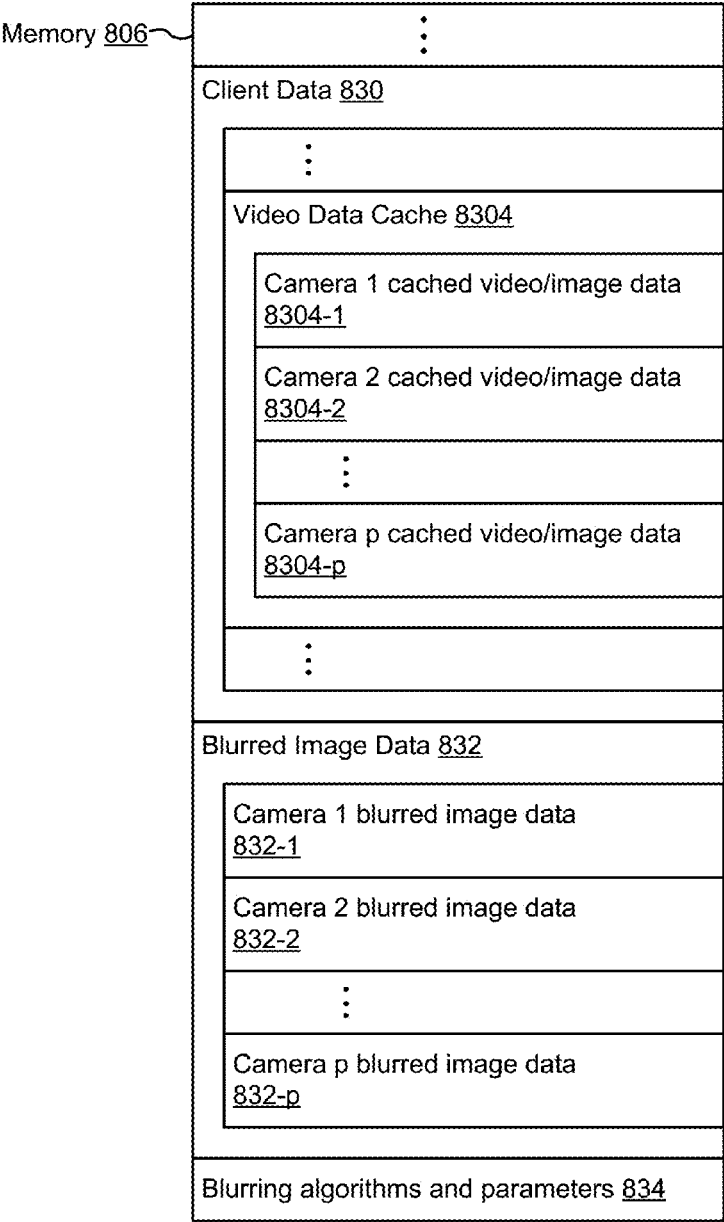 Memory 806
Client Data 830
Video Data Cache 8304
Camera 1 cached video/image data
8304-1
Camera 2 cached video/image data
8304-2
Camera p cached video/image data
8304-p
Blurred Image Data 832
Camera 1 blurred image data
832-1
Camera 2 blurred image data
832-2
Camera p blurred image data
832-p
Blurring algorithms and parameters 834